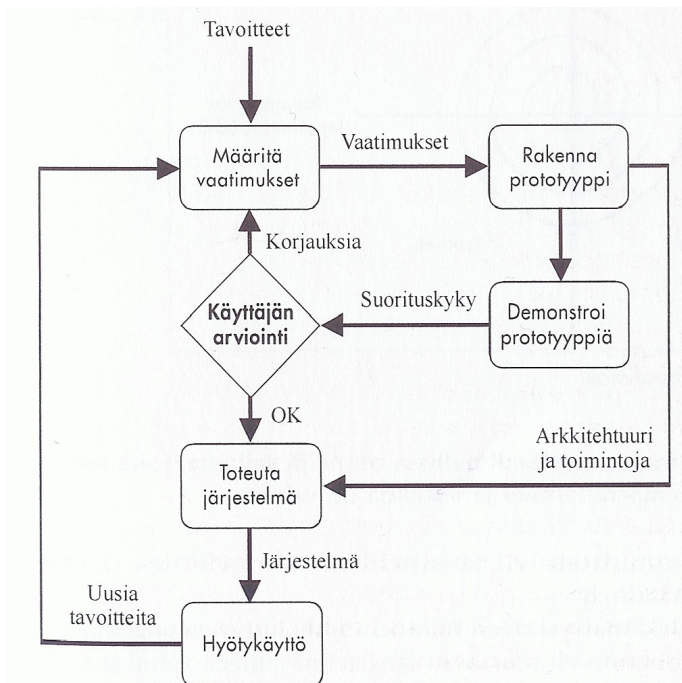 Tavoitteet
Määritä
vaatimukset
Vaatimukset
Rakenna
prototyyppi
Korjauksia
Käyttäjän
arviointi
Suorituskyky
Demonstroi
prototyyppiä
OK
Arkkitehtuuri
ja toimintoja
Toteuta
järjestelmä
Järjestelmä
Uusia
tavoitteita
Hyötykäyttö